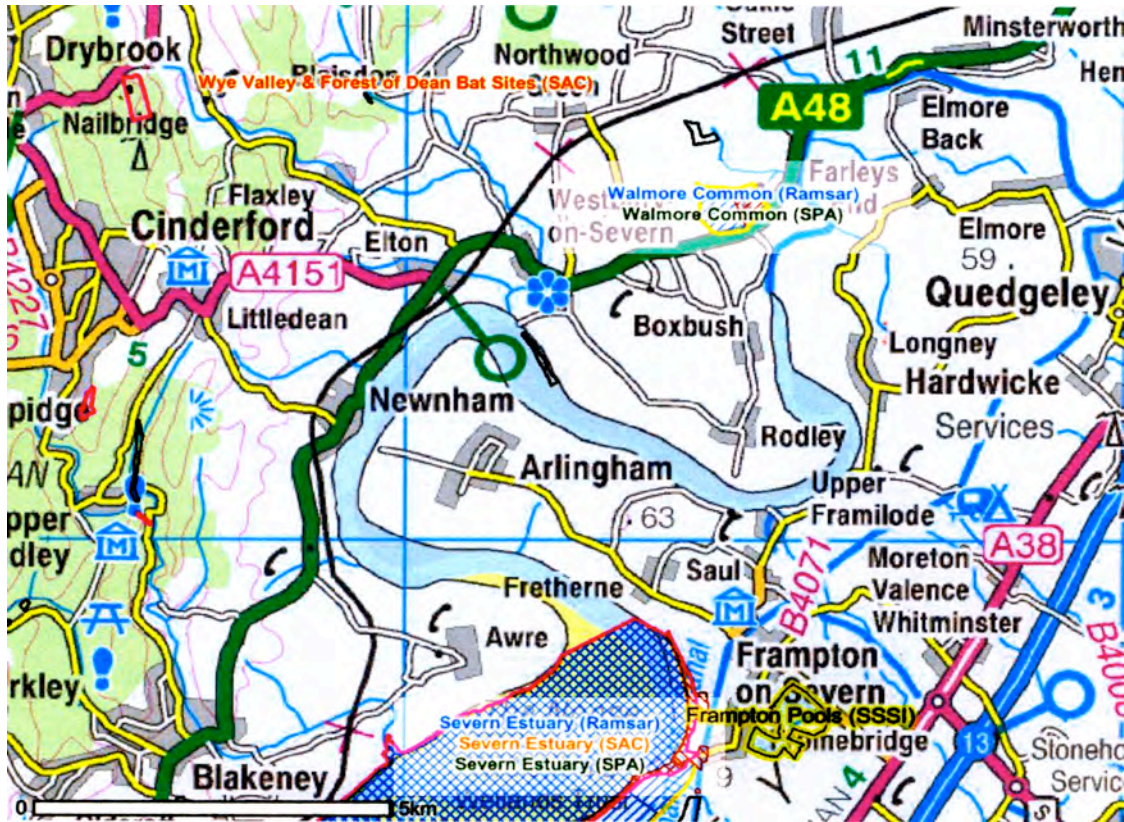 Drybrook
Nailbridge
Wye Valley & Forest of Dean Bat Sites (SAC)
Northwood
Street
11
Minsterworth
A48
Elmore
Back
Flaxley
Cinderford
Elton
A4151
Littledean
5
Walmore Common (Ramsar)
Walmore Common (SPA)
Farleys
on-Severn
Elmore
59
Quedgeley
Boxbush
Longney
Hardwicke
Services
Newnham
Rodley
Arlingham
63
Upper
Framilode
A38
Moreton
Valence
Whitminster
Fretherne
Saul
B4071
Awre
3
Frampton
on Severn
Frampton Pools (SSSI)
Severn Estuary (Ramsar)
Severn Estuary (SAC)
Severn Estuary (SPA)
13
9
4
Blakeney
0
5km